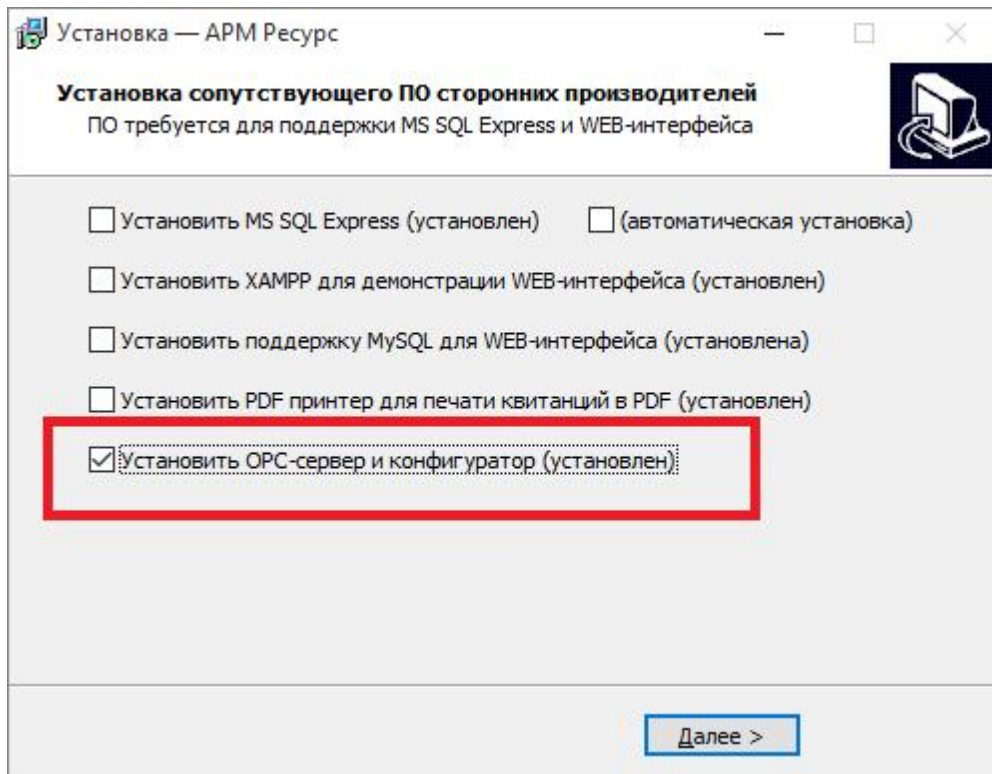 Установка — АРМ Ресурс
Установка сопутствующего ПО сторонних производителей
ПО требуется для поддержки MS SQL Express и WEB-интерфейса
Установить MS SQL Express (установлен) (автоматическая установка)
Установить XAMPP для демонстрации WEB-интерфейса (установлен)
Установить поддержку MySQL для WEB-интерфейса (установлена)
Установить PDF принтер для печати квитанций в PDF (установлен)
Установить OPC-сервер и конфигуратор (установлен)
Далее >